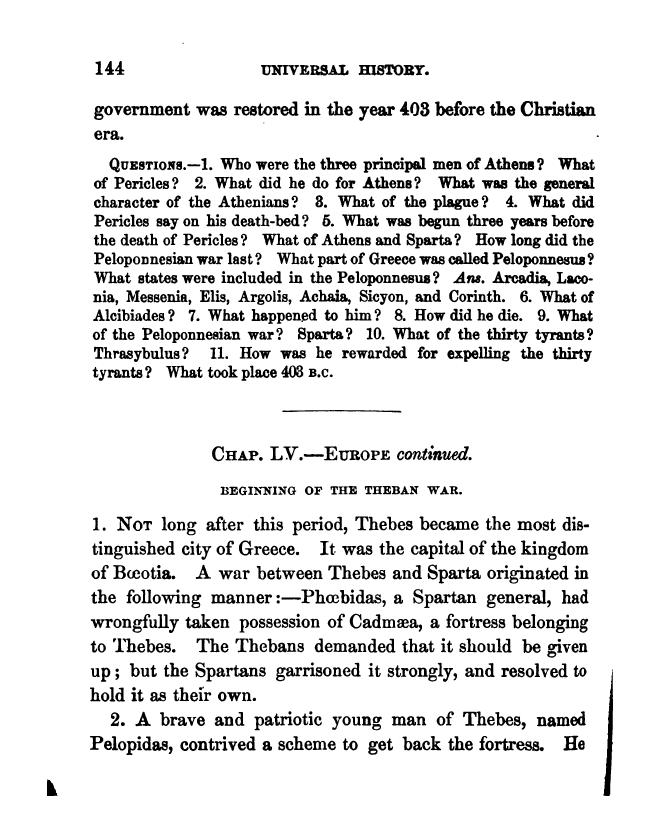 144 UNIVERSAL HISTORY.
government was restored in the year 403 before the Christian
era.
QUESTIONS.—1. Who were the three principal men of Athens? What
of Pericles? 2. What did he do for Athens? What was the general
character of the Athenians? 3. What of the plague? 4. What did
Pericles say on his death-bed? 5. What was begun three years before
the death of Pericles? What of Athens and Sparta? How long did the
Peloponnesian war last? What part of Greece was called Peloponnesus?
What states were included in the Peloponnesus? Ans. Arcadia, Laco-
nia, Messenia, Elis, Argolis, Achaia, Sicyon, and Corinth. 6. What of
Alcibiades? 7. What happened to him? 8. How did he die. 9. What
of the Peloponnesian war? Sparta? 10. What of the thirty tyrants?
Thrasybulus? 11. How was he rewarded for expelling the thirty
tyrants? What took place 403 B.C.
CHAP. LV.—EUROPE continued.
BEGINNING OF THE THEBAN WAR.
1. NOT long after this period, Thebes became the most dis-
tinguished city of Greece. It was the capital of the kingdom
of Bœotia. A war between Thebes and Sparta originated in
the following manner:—Phœbidas, a Spartan general, had
wrongfully taken possession of Cadmæa, a fortress belonging
to Thebes. The Thebans demanded that it should be given
up; but the Spartans garrisoned it strongly, and resolved to
hold it as their own.
2. A brave and patriotic young man of Thebes, named
Pelopidas, contrived a scheme to get back the fortress. He